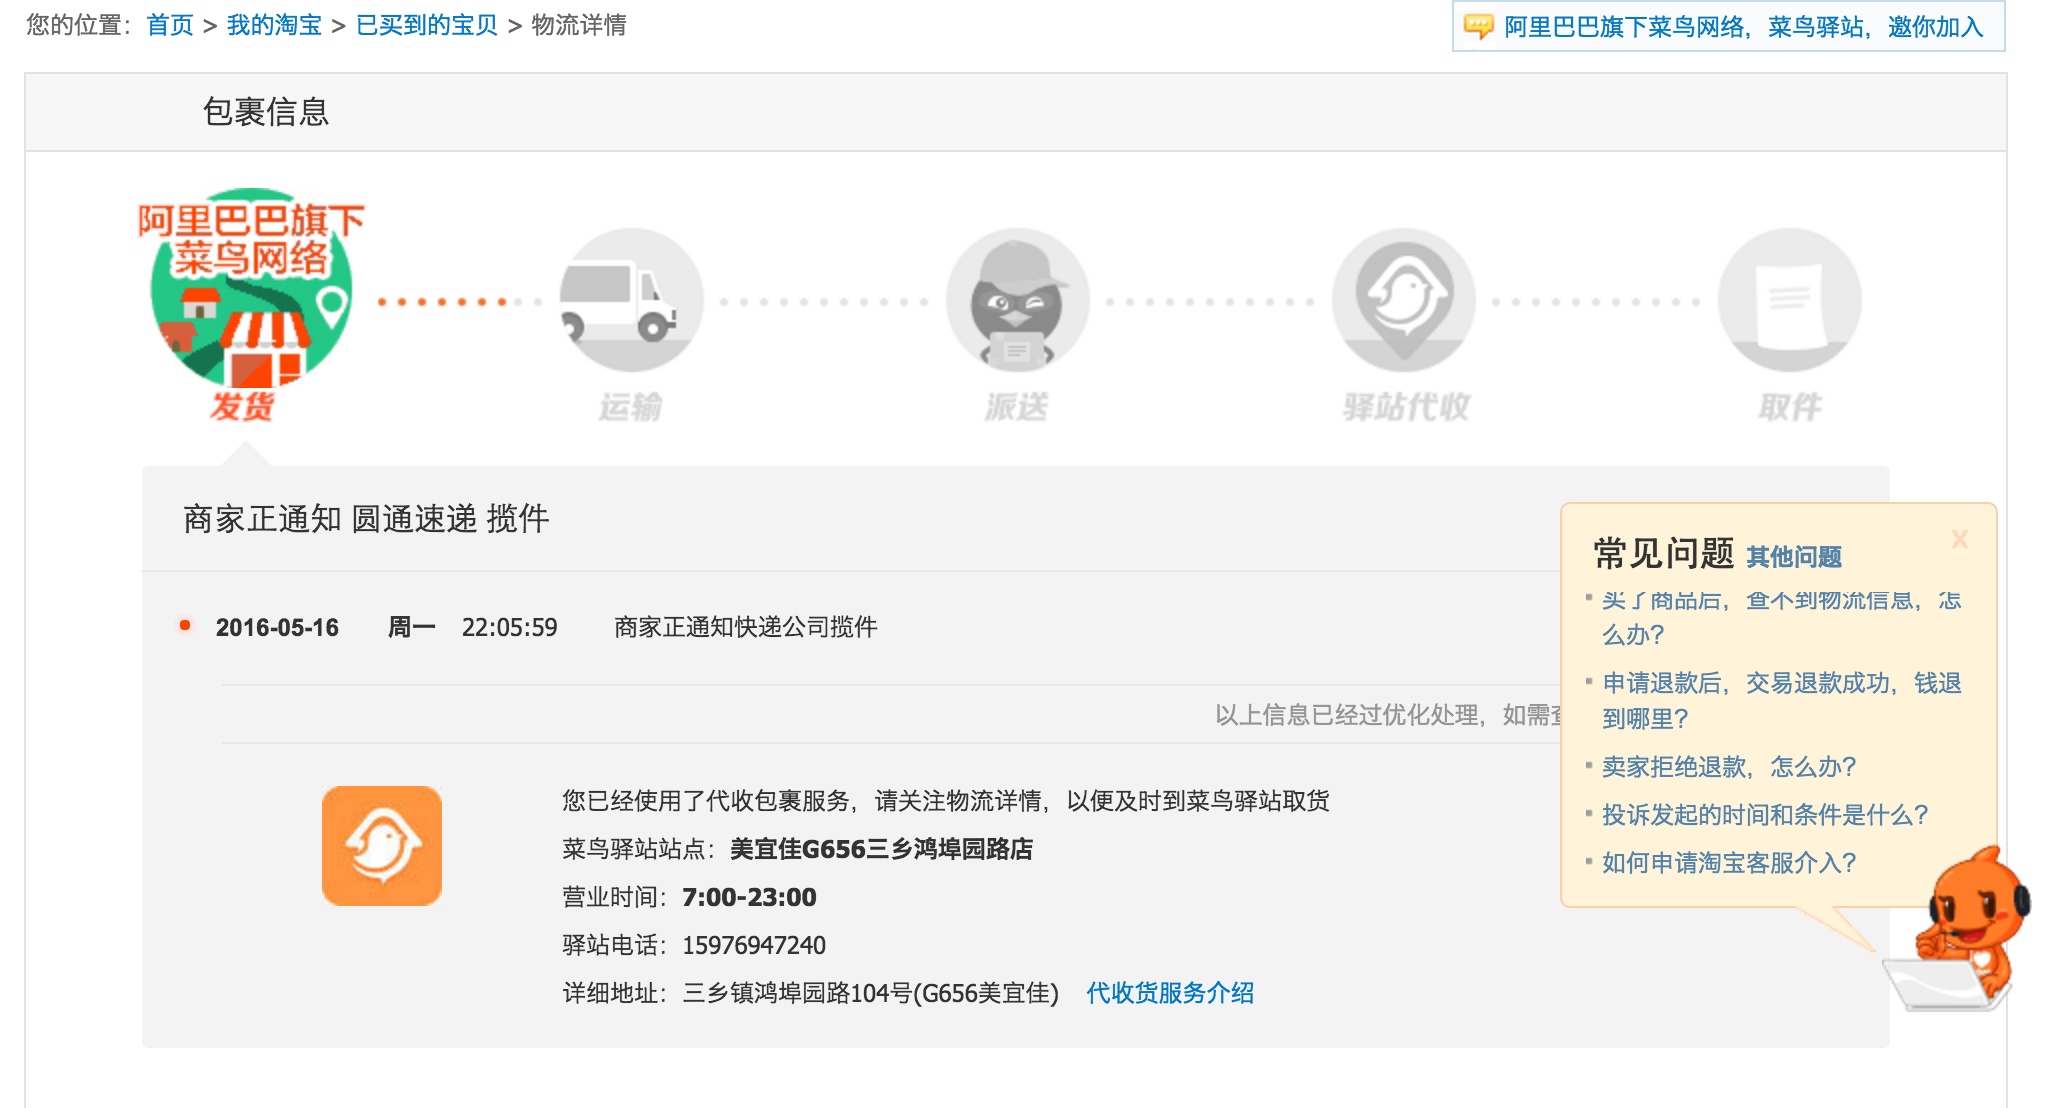 您的位置：首页 > 我的淘宝 > 已买到的宝贝 > 物流详情
阿里巴巴旗下菜鸟网络，菜鸟驿站，邀你加入
包裹信息
阿里巴巴旗下
菜鸟网络
发货
运输
派送
驿站代收
取件
商家正通知 圆通速递 揽件
2016-05-16 周一 22:05:59 商家正通知快递公司揽件
以上信息已经过优化处理，如需
您已经使用了代收包裹服务，请关注物流详情，以便及时到菜鸟驿站取货
菜鸟驿站站点：美宜佳G656三乡鸿埠园路店
营业时间：7:00-23:00
驿站电话：15976947240
详细地址：三乡镇鸿埠园路104号(G656美宜佳) 代收货服务介绍
常见问题 其他问题
X
买了商品后，查不到物流信息，怎
么办？
申请退款后，交易退款成功，钱退
到哪里？
卖家拒绝退款，怎么办？
投诉发起的时间和条件是什么？
如何申请淘宝客服介入？